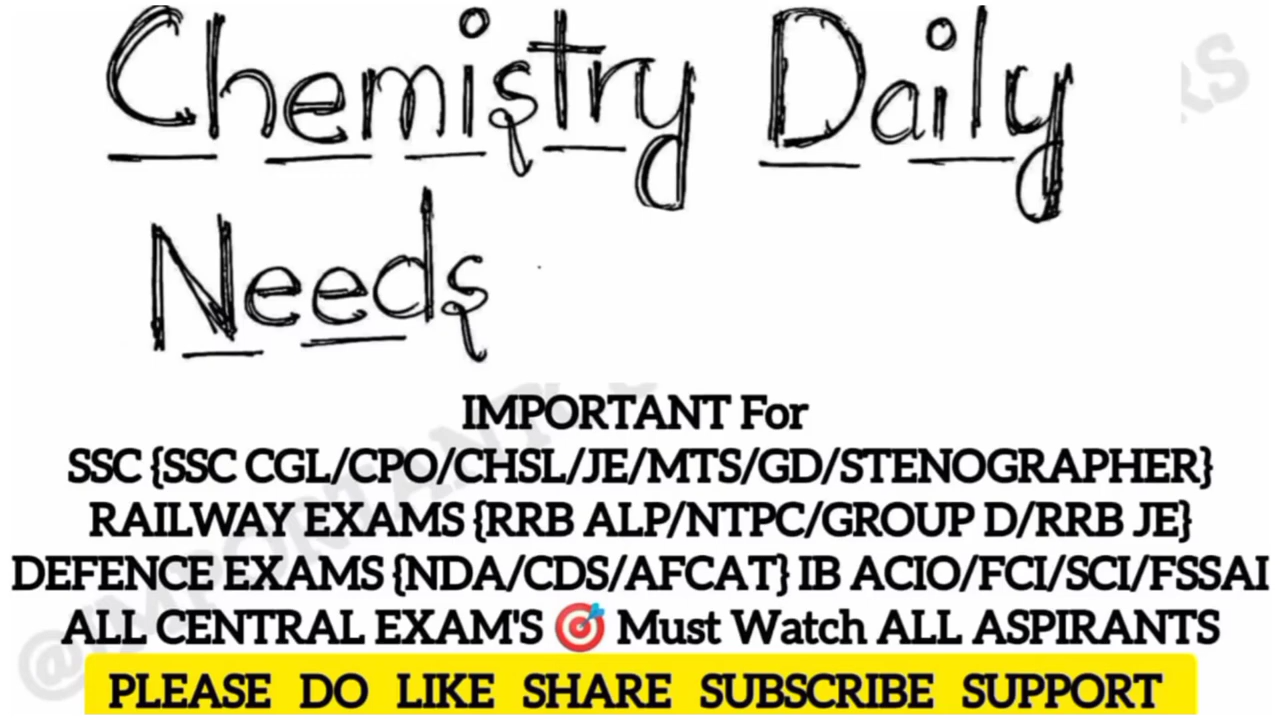 Chemistry Daily
Needs
IMPORTANT For
SSC {SSC CGL/CPO/CHSL/JE/MTS/GD/STENOGRAPHER}
RAILWAY EXAMS {RRB ALP/NTPC/GROUP D/RRB JE}
DEFENCE EXAMS {NDA/CDS/AFCAT} IB ACIO/FCI/SCI/FSSAI
ALL CENTRAL EXAM'S 🎯 Must Watch ALL ASPIRANTS
PLEASE DO LIKE SHARE SUBSCRIBE SUPPORT